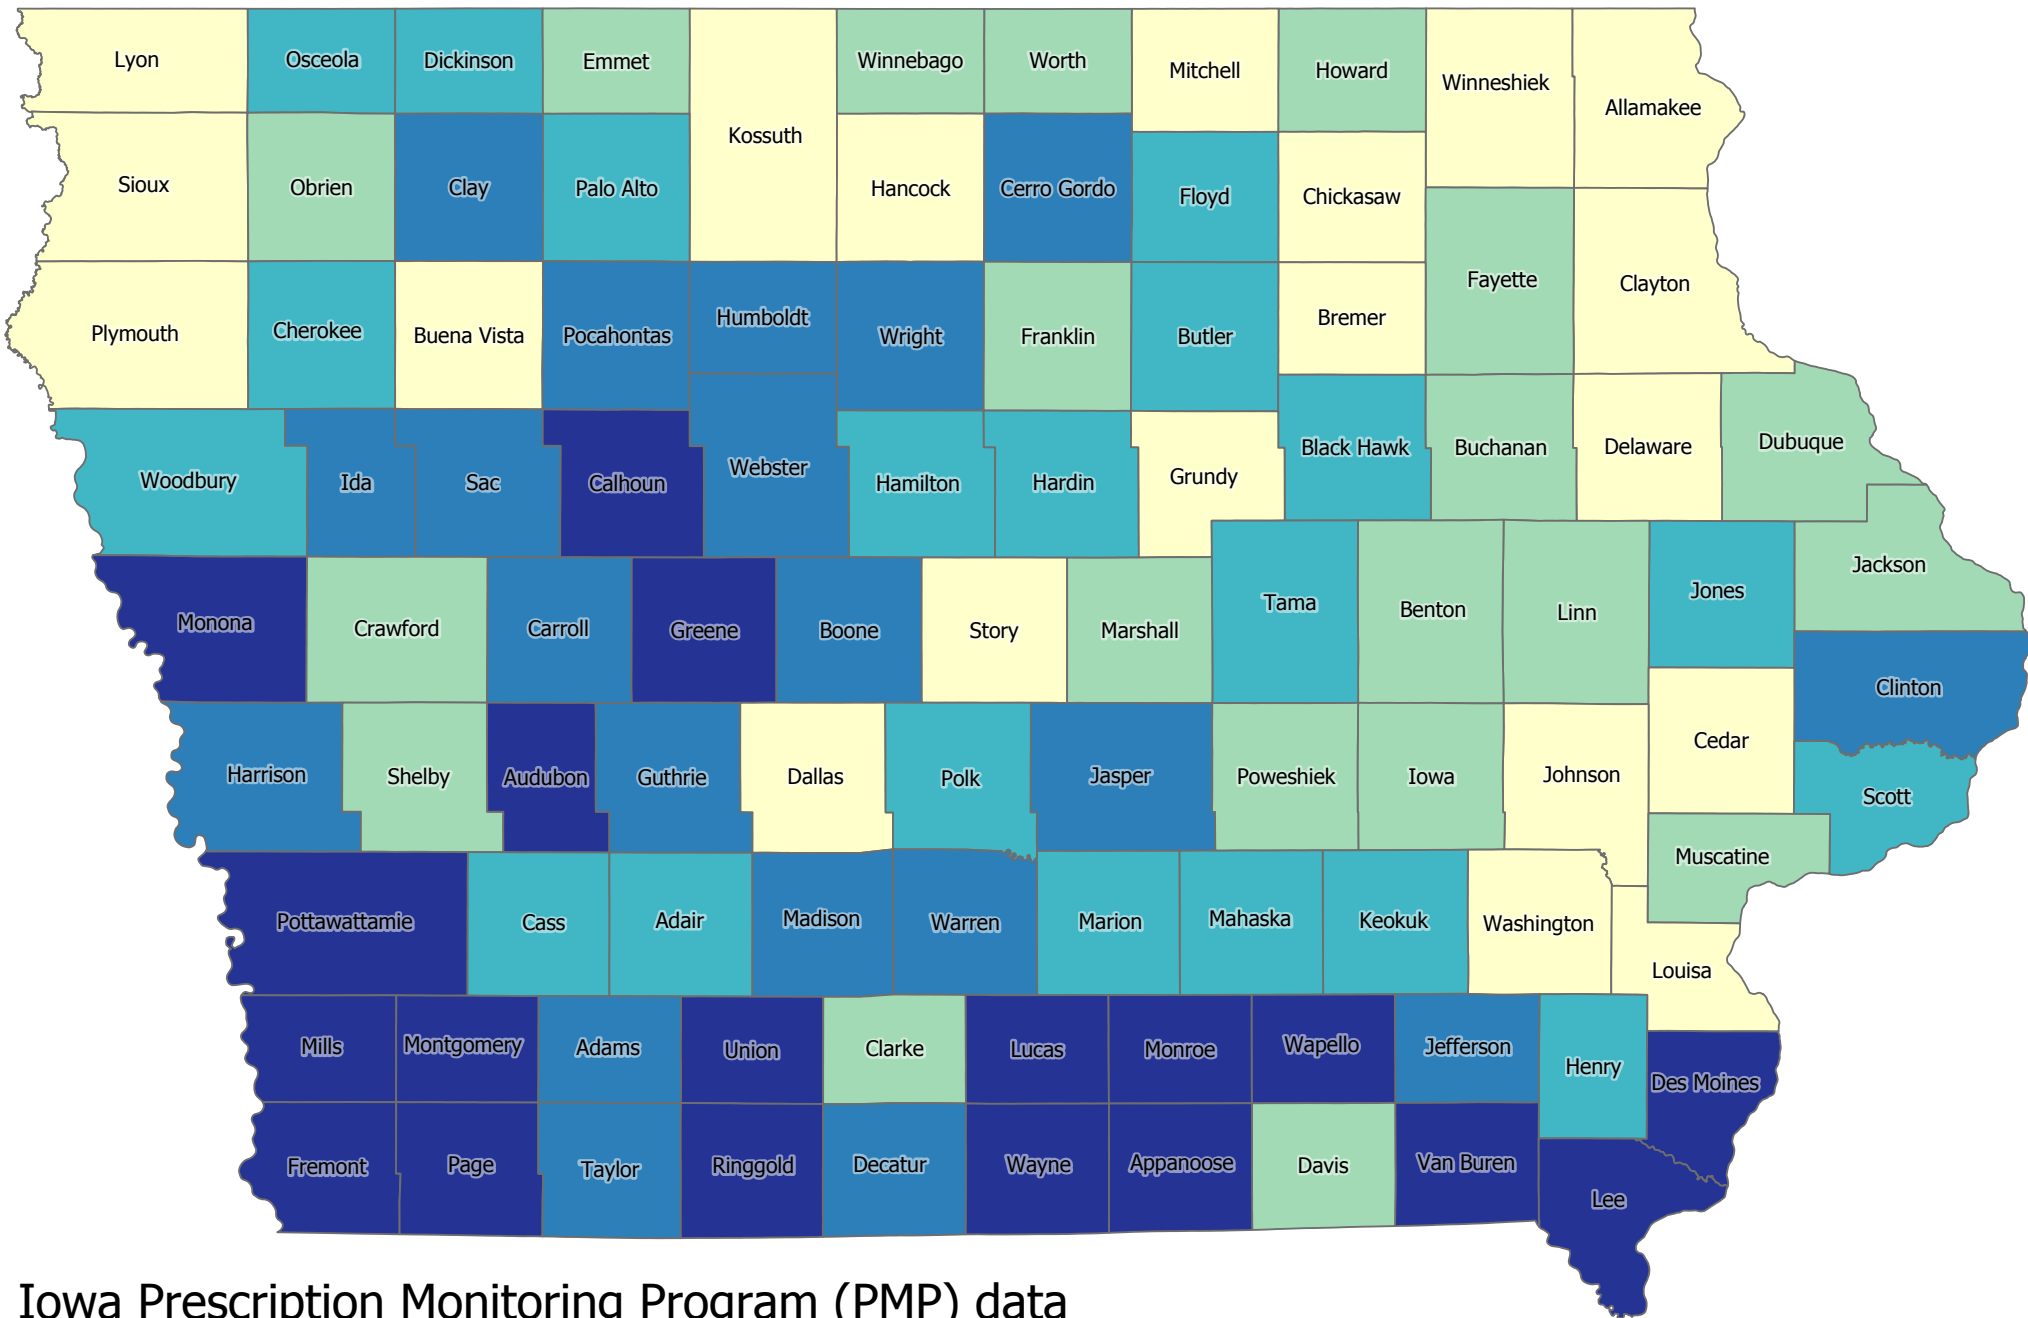 Lyon
Osceola
Dickinson
Emmet
Kossuth
Winnebago
Worth
Mitchell
Howard
Winneshiek
Allamakee
Sioux
Obrien
Clay
Palo Alto
Hancock
Cerro Gordo
Floyd
Chickasaw
Fayette
Clayton
Plymouth
Cherokee
Buena Vista
Pocahontas
Humboldt
Wright
Franklin
Butler
Bremer
Woodbury
Ida
Sac
Calhoun
Webster
Hamilton
Hardin
Grundy
Black Hawk
Buchanan
Delaware
Dubuque
Monona
Crawford
Carroll
Greene
Boone
Story
Marshall
Tama
Benton
Linn
Jones
Jackson
Clinton
Harrison
Shelby
Audubon
Guthrie
Dallas
Polk
Jasper
Poweshiek
Iowa
Johnson
Cedar
Scott
Muscatine
Pottawattamie
Cass
Adair
Madison
Warren
Marion
Mahaska
Keokuk
Washington
Louisa
Mills
Montgomery
Adams
Union
Clarke
Lucas
Monroe
Wapello
Jefferson
Henry
Des Moines
Fremont
Page
Taylor
Ringgold
Decatur
Wayne
Appanoose
Davis
Van Buren
Lee
Iowa Prescription Monitoring Program (PMP) data